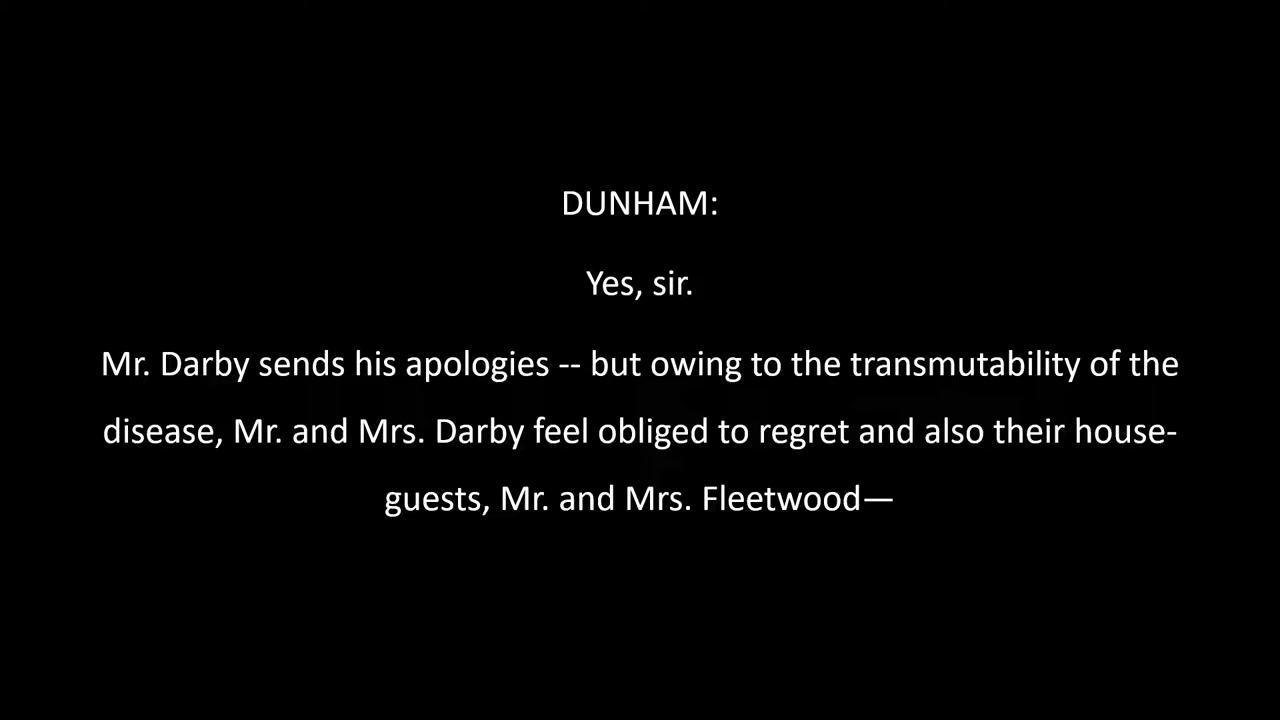 DUNHAM:
Yes, sir.
Mr. Darby sends his apologies -- but owing to the transmutability of the
disease, Mr. and Mrs. Darby feel obliged to regret and also their house-
guests, Mr. and Mrs. Fleetwood—